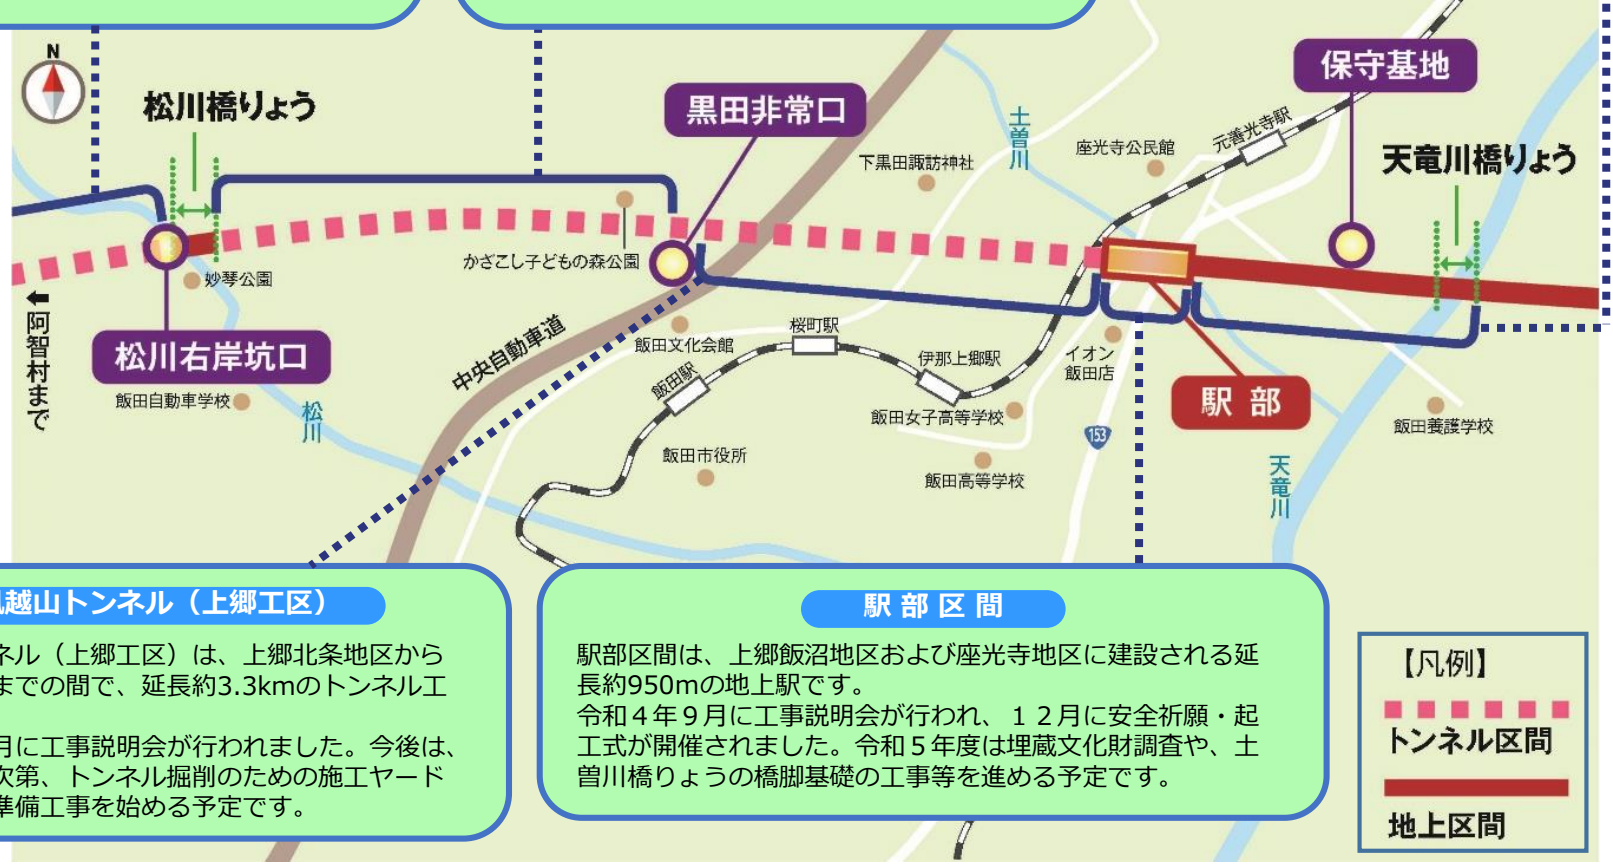 N
松川橋りょう
黒田非常口
保守基地
土曽川
座光寺公民館
元善光寺駅
下黒田諏訪神社
天竜川橋りょう
かざこし子どもの森公園
妙琴公園
阿智村まで
松川右岸坑口
飯田自動車学校
松川
中央自動車道
飯田文化会館
桜町駅
飯田駅
伊那上郷駅
イオン
飯田店
飯田女子高等学校
153
駅 部
飯田養護学校
飯田市役所
飯田高等学校
天竜川
越山トンネル（上郷工区）
ネル（上郷工区）は、上郷北条地区から
までの間で、延長約3.3kmのトンネル工
月に工事説明会が行われました。今後は、
次第、トンネル掘削のための施工ヤード
準備工事を始める予定です。
駅 部 区 間
駅部区間は、上郷飯沼地区および座光寺地区に建設される延
長約950mの地上駅です。
令和４年９月に工事説明会が行われ、１２月に安全祈願・起
工式が開催されました。令和５年度は埋蔵文化財調査や、土
曽川橋りょうの橋脚基礎の工事等を進める予定です。
【凡例】
トンネル区間
地上区間